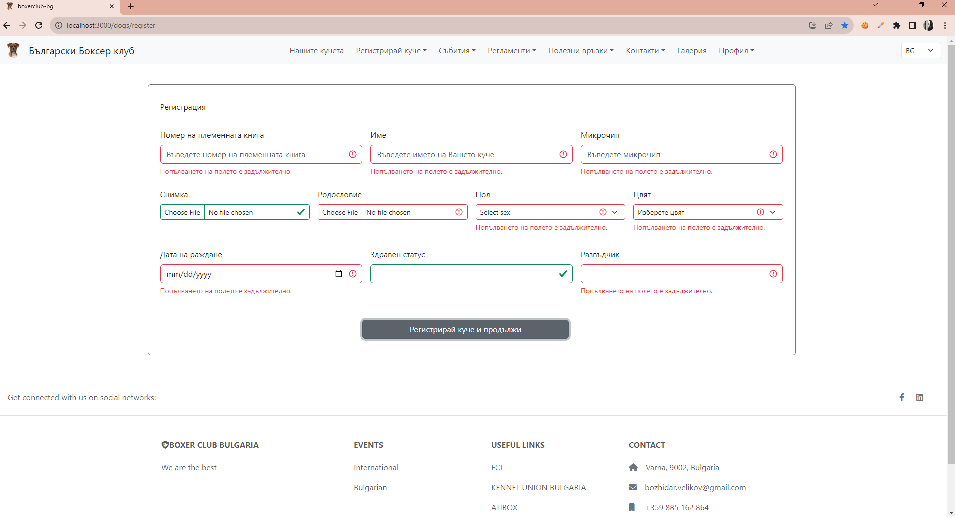 boxerclub-bg
localhost:3000/dogs/register
Български Боксер клуб
Нашите кучета
Регистрирай куче
Събития
Регламенти
Полезни връзки
Контакти
Галерия
Профил
БГ
Регистрация
Номер на племенната книга
Име
Микрочип
Въведете номер на племенната книга
Въведете името на Вашето куче
Въведете микрочип
Попълването на полето е задължително.
Попълването на полето е задължително.
Попълването на полето е задължително.
Снимка
Родословие
Пол
Цвят
Choose File No file chosen
Choose File No file chosen
Select sex
Изберете цвят
Попълването на полето е задължително.
Попълването на полето е задължително.
Дата на раждане
Здравен статус
Развъдчик
mm/dd/yyyy
Попълването на полето е задължително.
Попълването на полето е задължително.
Регистрирай куче и продължи
Get connected with us on social networks:
BOXER CLUB BULGARIA
EVENTS
USEFUL LINKS
CONTACT
We are the best
International
FCI
Varna, 9002, Bulgaria
Bulgarian
KENNEL UNION BULGARIA
bozhidar.velikov@gmail.com
ATIBOX
+359 885 162 864